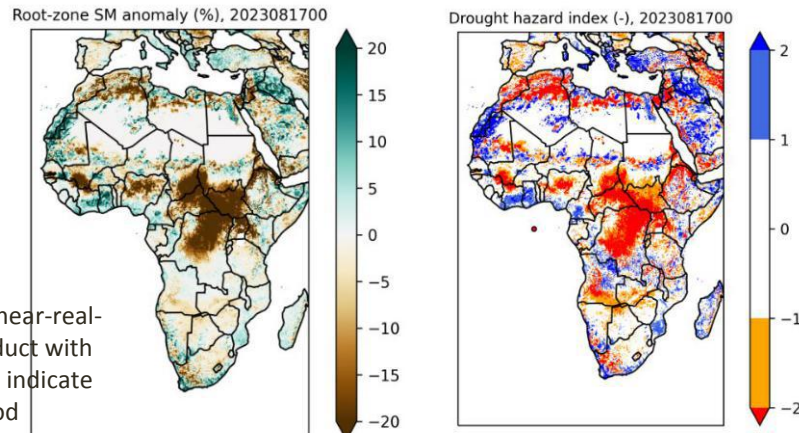 Root-zone SM anomaly (%), 2023081700
20
15
10
5
0
−5
−10
−15
−20
Drought hazard index (-), 2023081700
2
1
0
−1
−2
near-real-
duct with
indicate
od